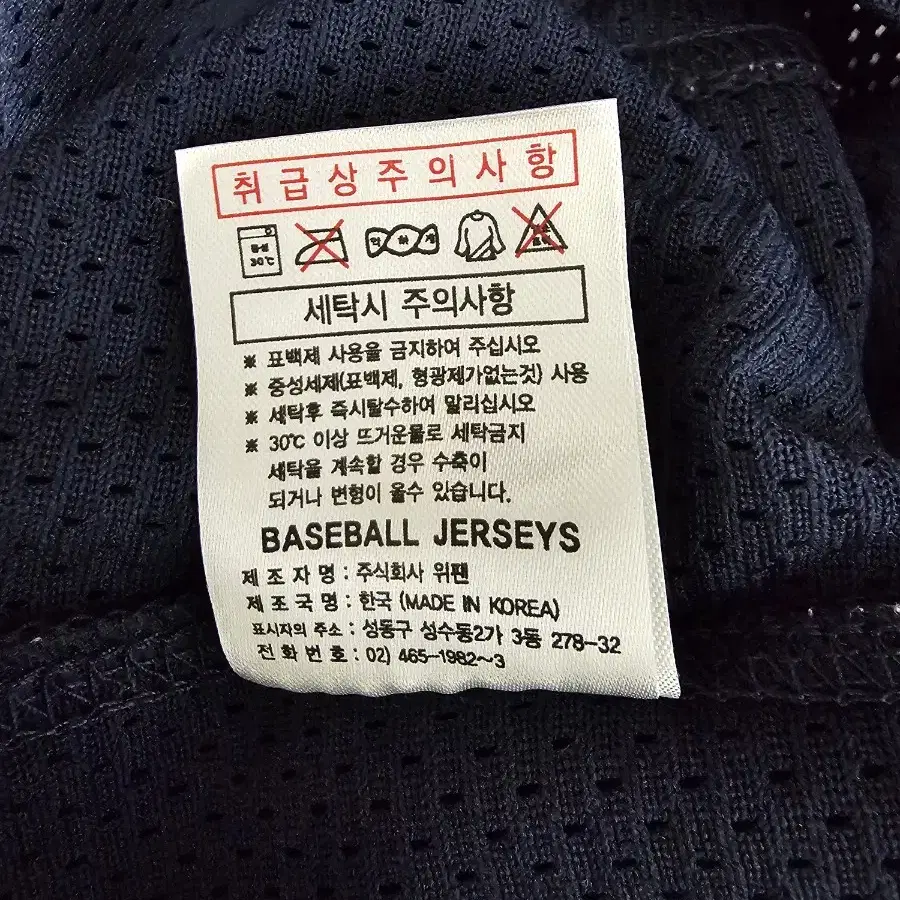 취급상주의사항
중성
30℃
약하게
세탁시 주의사항
※ 표백제 사용을 금지하여 주십시오
※ 중성세제(표백제, 형광제가없는것) 사용
※ 세탁후 즉시탈수하여 말리십시오
※ 30℃ 이상 뜨거운물로 세탁금지
세탁을 계속할 경우 수축이
되거나 변형이 올수 있습니다.
BASEBALL JERSEYS
제 조 자 명 : 주식회사 위팬
제 조 국 명 : 한국 (MADE IN KOREA)
표시자의 주소 : 성동구 성수동2가 3동 278-32
전 화 번 호 : 02) 465-1982~3